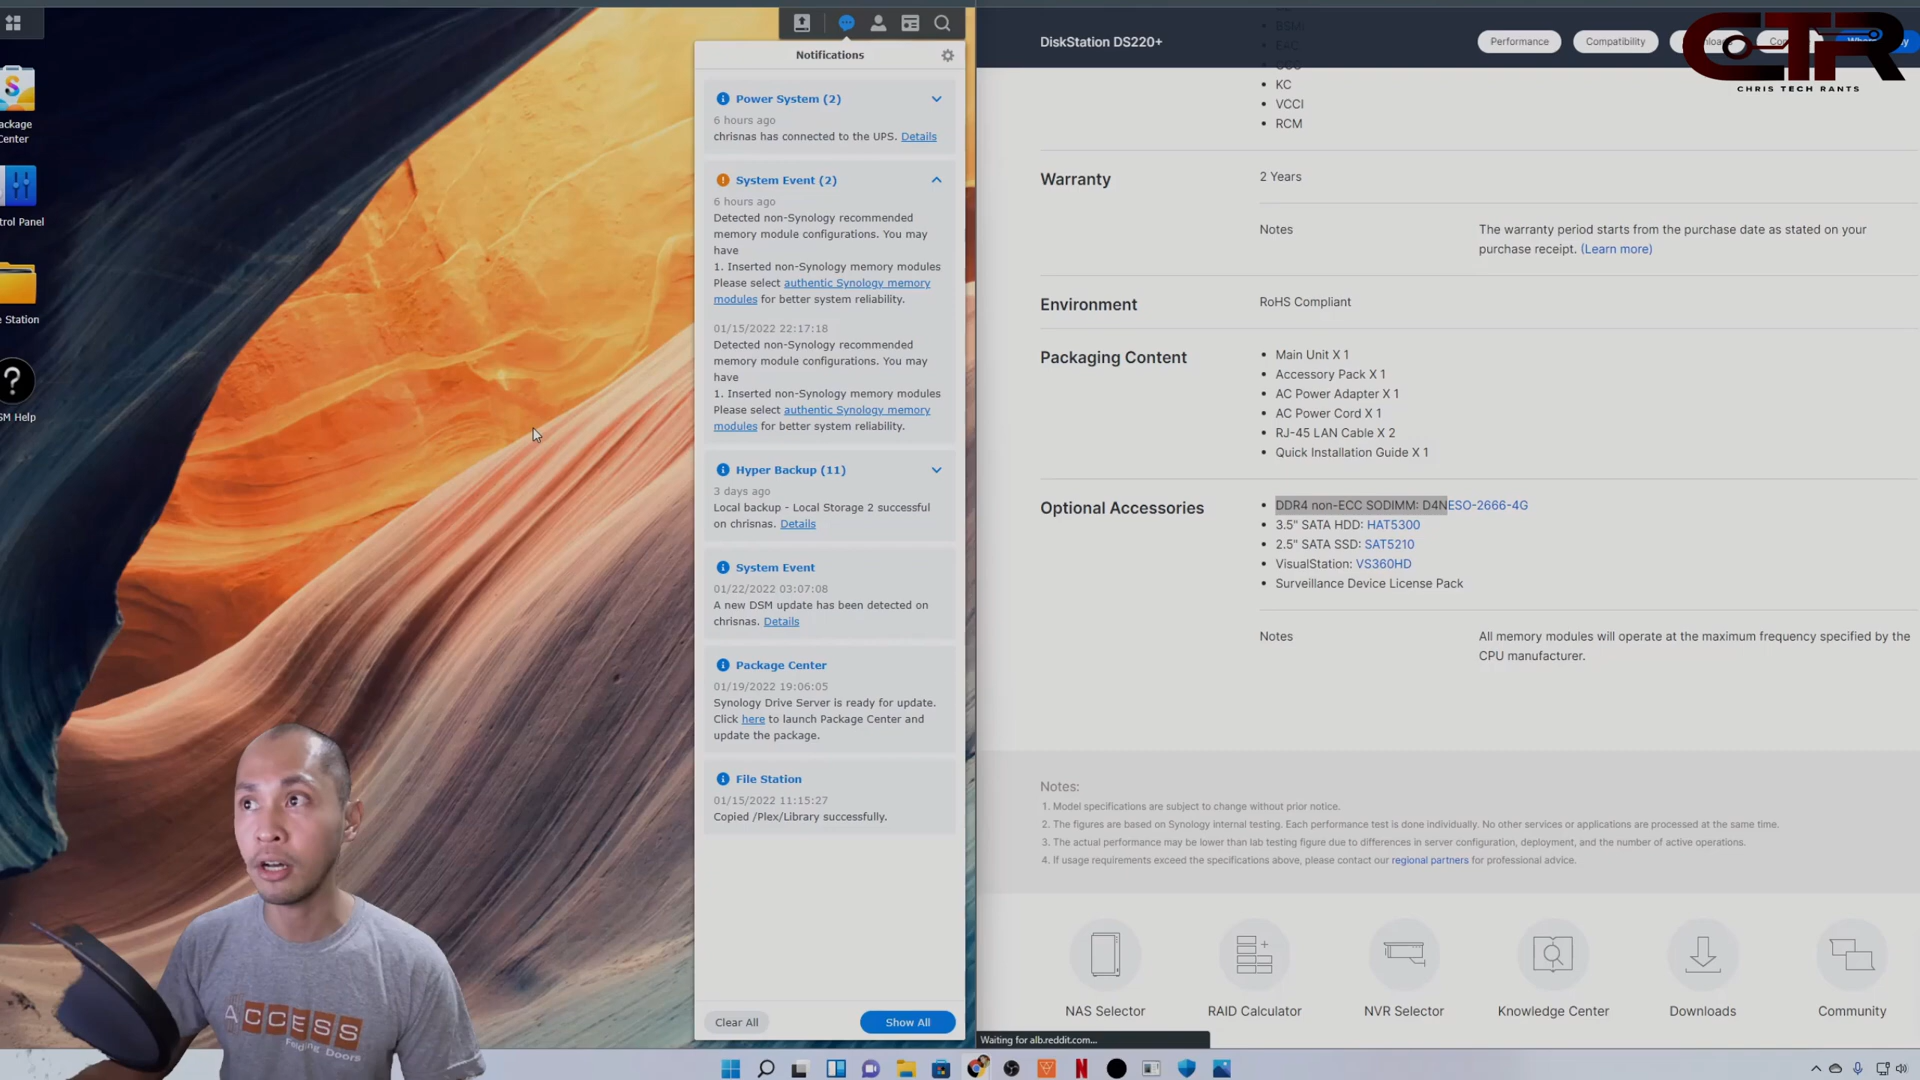 Package
Center
Control Panel
File Station
DSM Help
Notifications
Power System (2)
6 hours ago
chrisnas has connected to the UPS. Details
System Event (2)
6 hours ago
Detected non-Synology recommended
memory module configurations. You may
have
1. Inserted non-Synology memory modules
Please select authentic Synology memory
modules for better system reliability.
01/15/2022 22:17:18
Detected non-Synology recommended
memory module configurations. You may
have
1. Inserted non-Synology memory modules
Please select authentic Synology memory
modules for better system reliability.
Hyper Backup (11)
3 days ago
Local backup - Local Storage 2 successful
on chrisnas. Details
System Event
01/22/2022 03:07:08
A new DSM update has been detected on
chrisnas. Details
Package Center
01/19/2022 19:06:05
Synology Drive Server is ready for update.
Click here to launch Package Center and
update the package.
File Station
01/15/2022 11:15:27
Copied /Plex/Library successfully.
Clear All
Show All
ACCESS
Folding Doors
DiskStation DS220+
Performance
Compatibility
CTR
CHRIS TECH RANTS
BSMI
EAC
KC
VCCI
RCM
Warranty
2 Years
Notes
The warranty period starts from the purchase date as stated on your
purchase receipt. (Learn more)
Environment
RoHS Compliant
Packaging Content
Main Unit X 1
Accessory Pack X 1
AC Power Adapter X 1
AC Power Cord X 1
RJ-45 LAN Cable X 2
Quick Installation Guide X 1
Optional Accessories
DDR4 non-ECC SODIMM: D4NESO-2666-4G
3.5" SATA HDD: HAT5300
2.5" SATA SSD: SAT5210
VisualStation: VS360HD
Surveillance Device License Pack
Notes
All memory modules will operate at the maximum frequency specified by the
CPU manufacturer.
Notes:
1. Model specifications are subject to change without prior notice.
2. The figures are based on Synology internal testing. Each performance test is done individually. No other services or applications are processed at the same time.
3. The actual performance may be lower than lab testing figure due to differences in server configuration, deployment, and the number of active operations.
4. If usage requirements exceed the specifications above, please contact our regional partners for professional advice.
NAS Selector
RAID Calculator
NVR Selector
Knowledge Center
Downloads
Community
Waiting for alb.reddit.com...